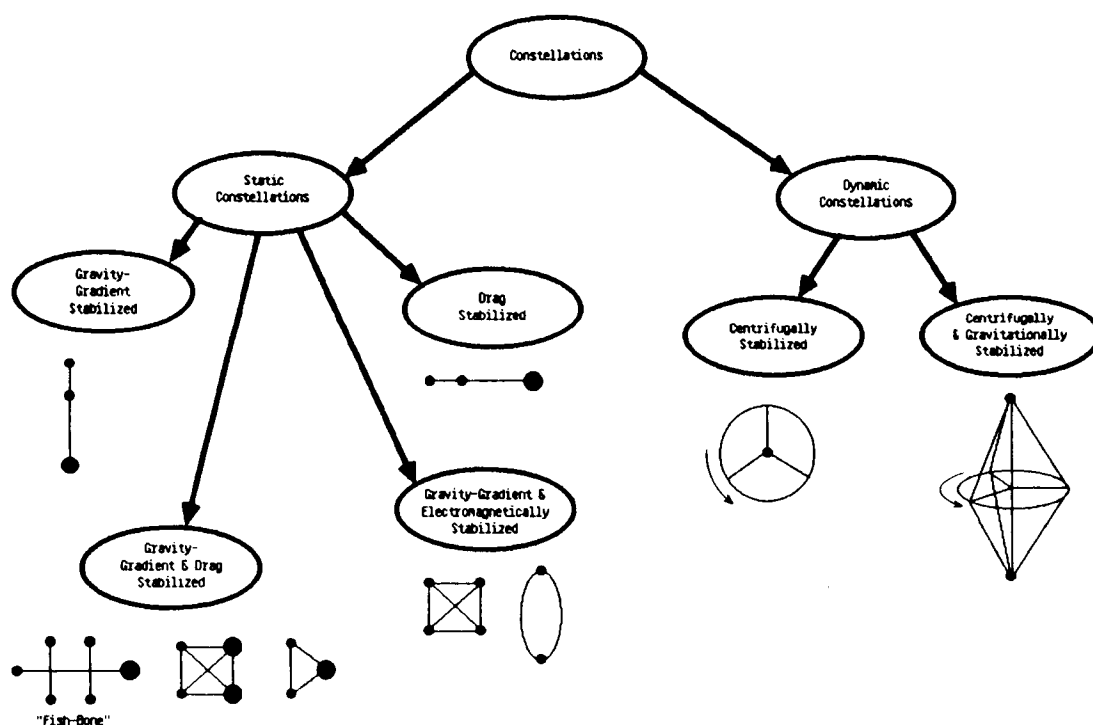 Constellations
Static
Constellations
Dynamic
Constellations
Gravity-
Gradient
Stabilized
Drag
Stabilized
Centrifugally
Stabilized
Centrifugally
& Gravitationally
Stabilized
Gravity-Gradient &
Electromagnetically
Stabilized
Gravity-
Gradient & Drag
Stabilized
"Fish-Bone"